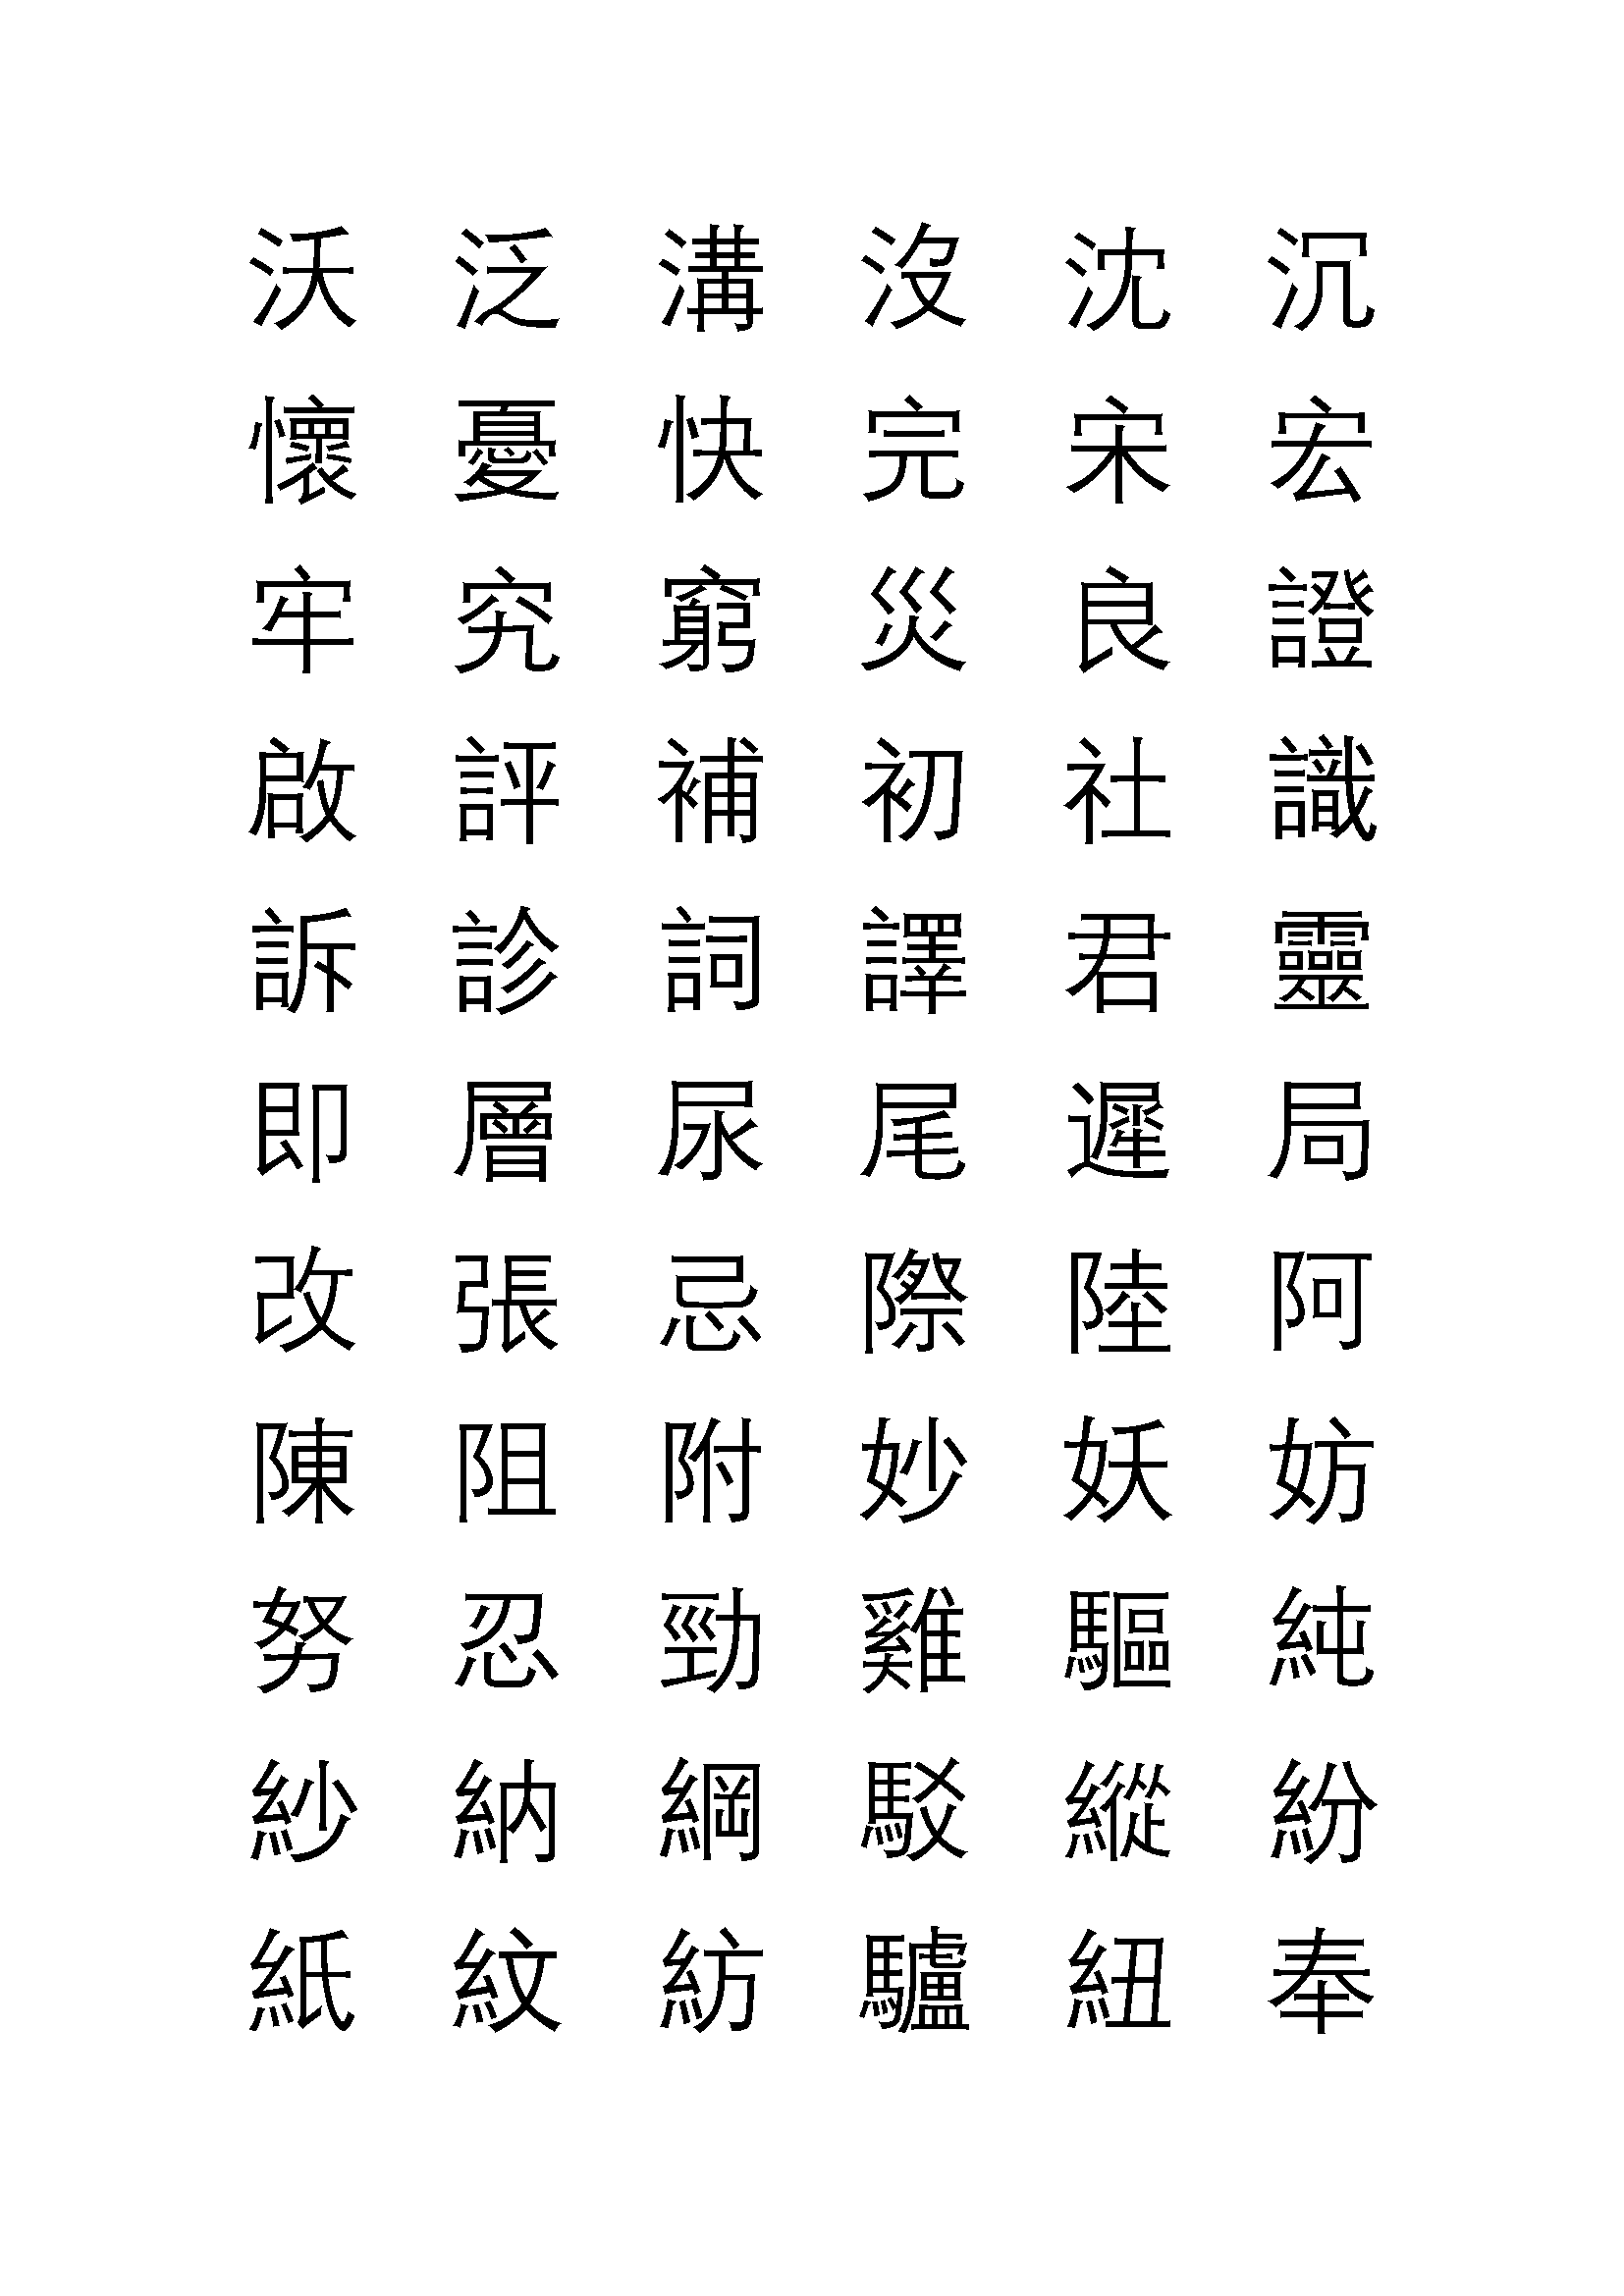 沃 泛 溝 沒 沈 沉
懷 憂 快 完 宋 宏
牢 究 窮 災 良 證
啟 評 補 初 社 識
訴 診 詞 譯 君 靈
即 層 尿 尾 遲 局
改 張 忌 際 陸 阿
陳 阻 附 妙 妖 妨
努 忍 勁 雞 驅 純
紗 納 綱 駁 縱 紛
紙 紋 紡 驢 紐 奉